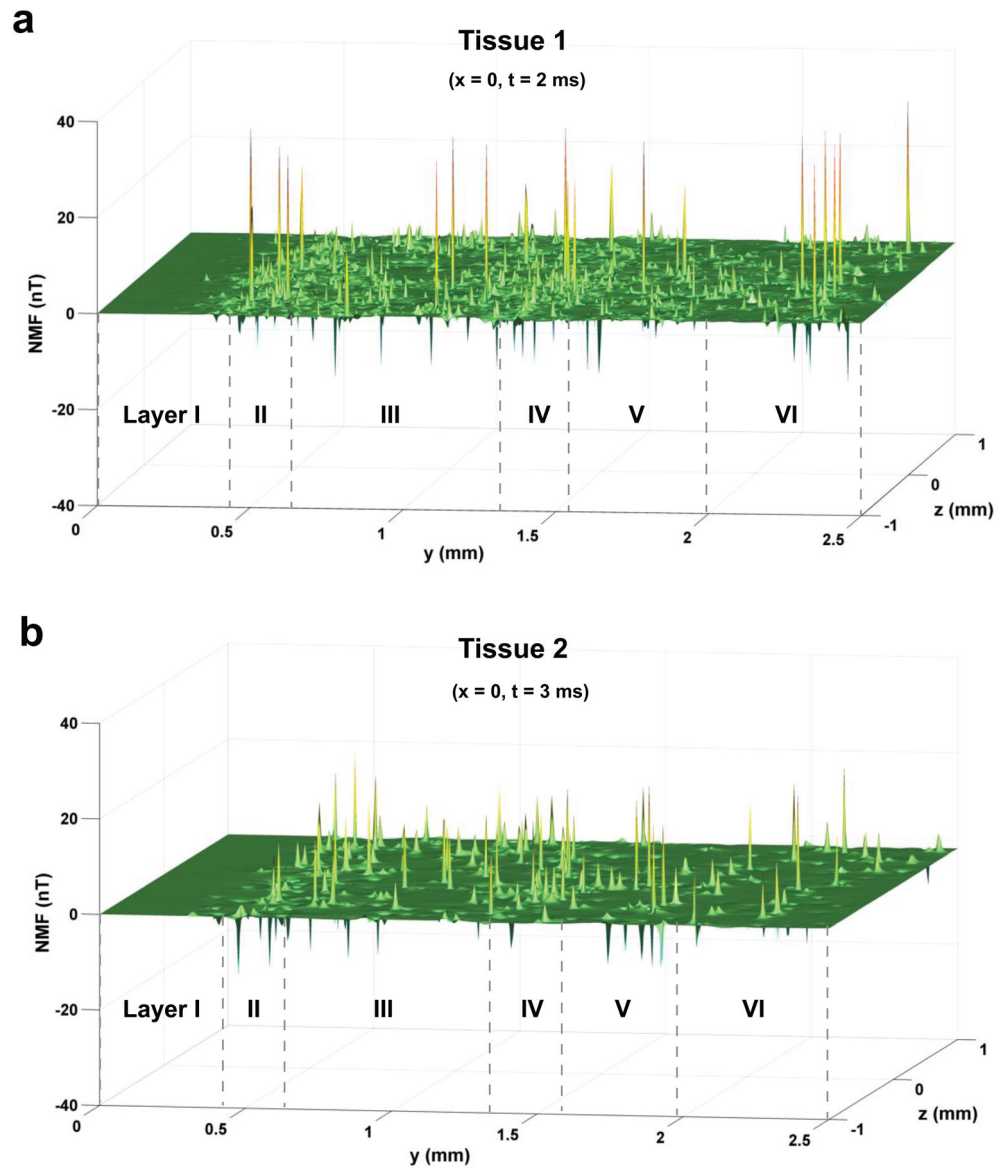 a
Tissue 1
(x = 0, t = 2 ms)
40
20
0
-20
-40
NMF (nT)
Layer I II III IV V VI
0 0.5 1 1.5 2 2.5
y (mm)
-1 0 1
z (mm)
b
Tissue 2
(x = 0, t = 3 ms)
40
20
0
-20
-40
NMF (nT)
Layer I II III IV V VI
0 0.5 1 1.5 2 2.5
y (mm)
-1 0 1
z (mm)